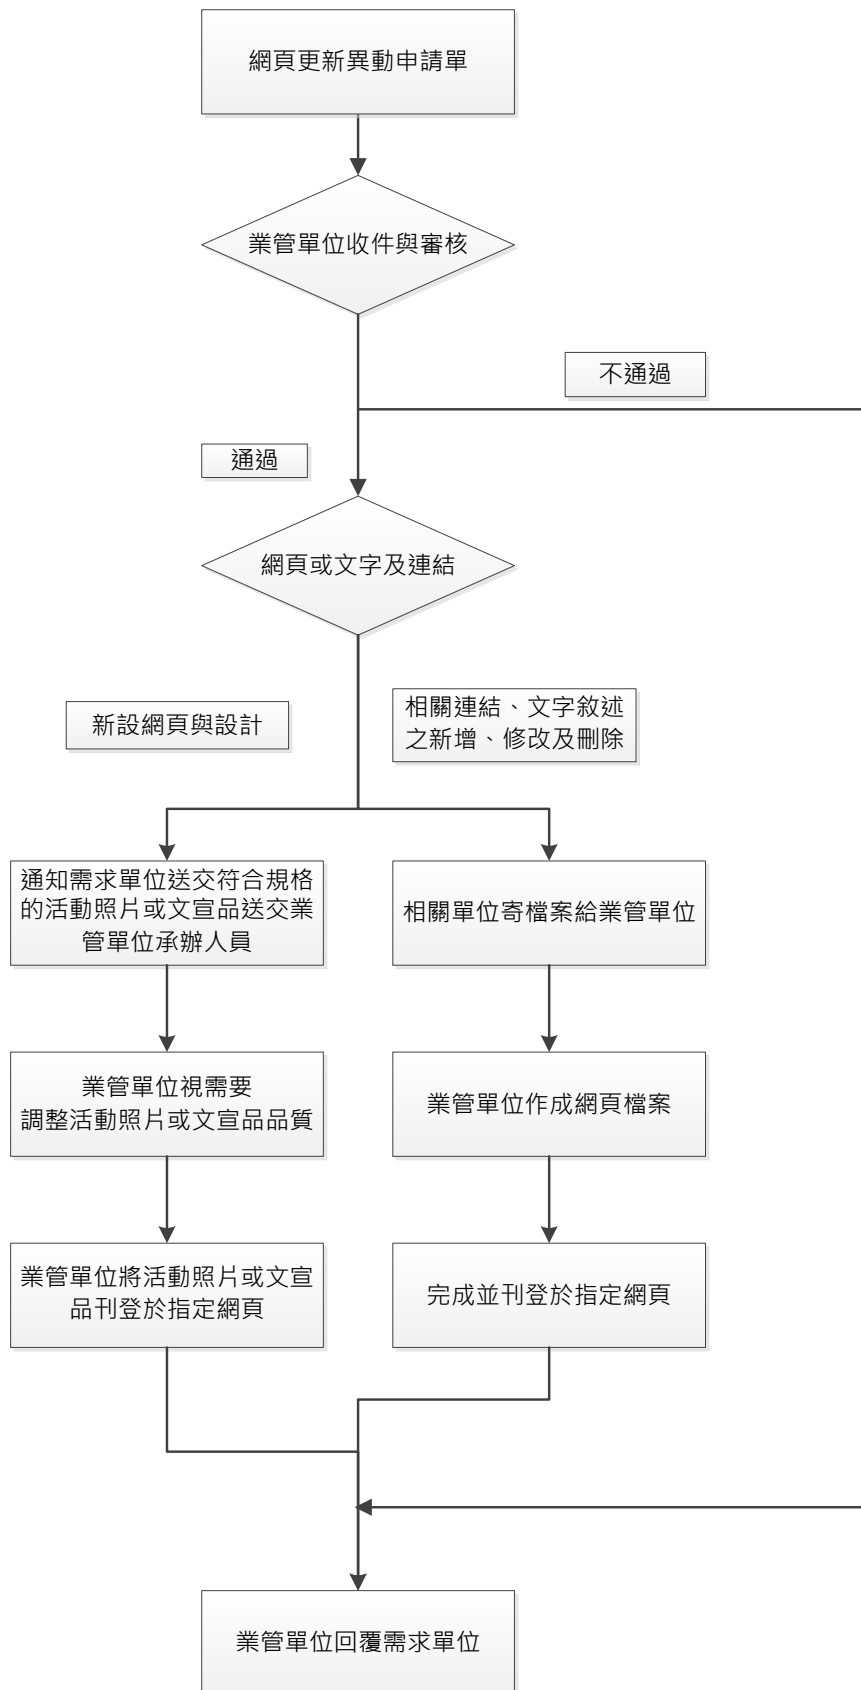 網頁更新異動申請單
業管單位收件與審核
不通過
通過
網頁或文字及連結
新設網頁與設計
相關連結、文字敘述
之新增、修改及刪除
通知需求單位送交符合規格
的活動照片或文宣品送交業
管單位承辦人員
相關單位寄檔案給業管單位
業管單位視需要
調整活動照片或文宣品品質
業管單位作成網頁檔案
業管單位將活動照片或文宣
品刊登於指定網頁
完成並刊登於指定網頁
業管單位回覆需求單位